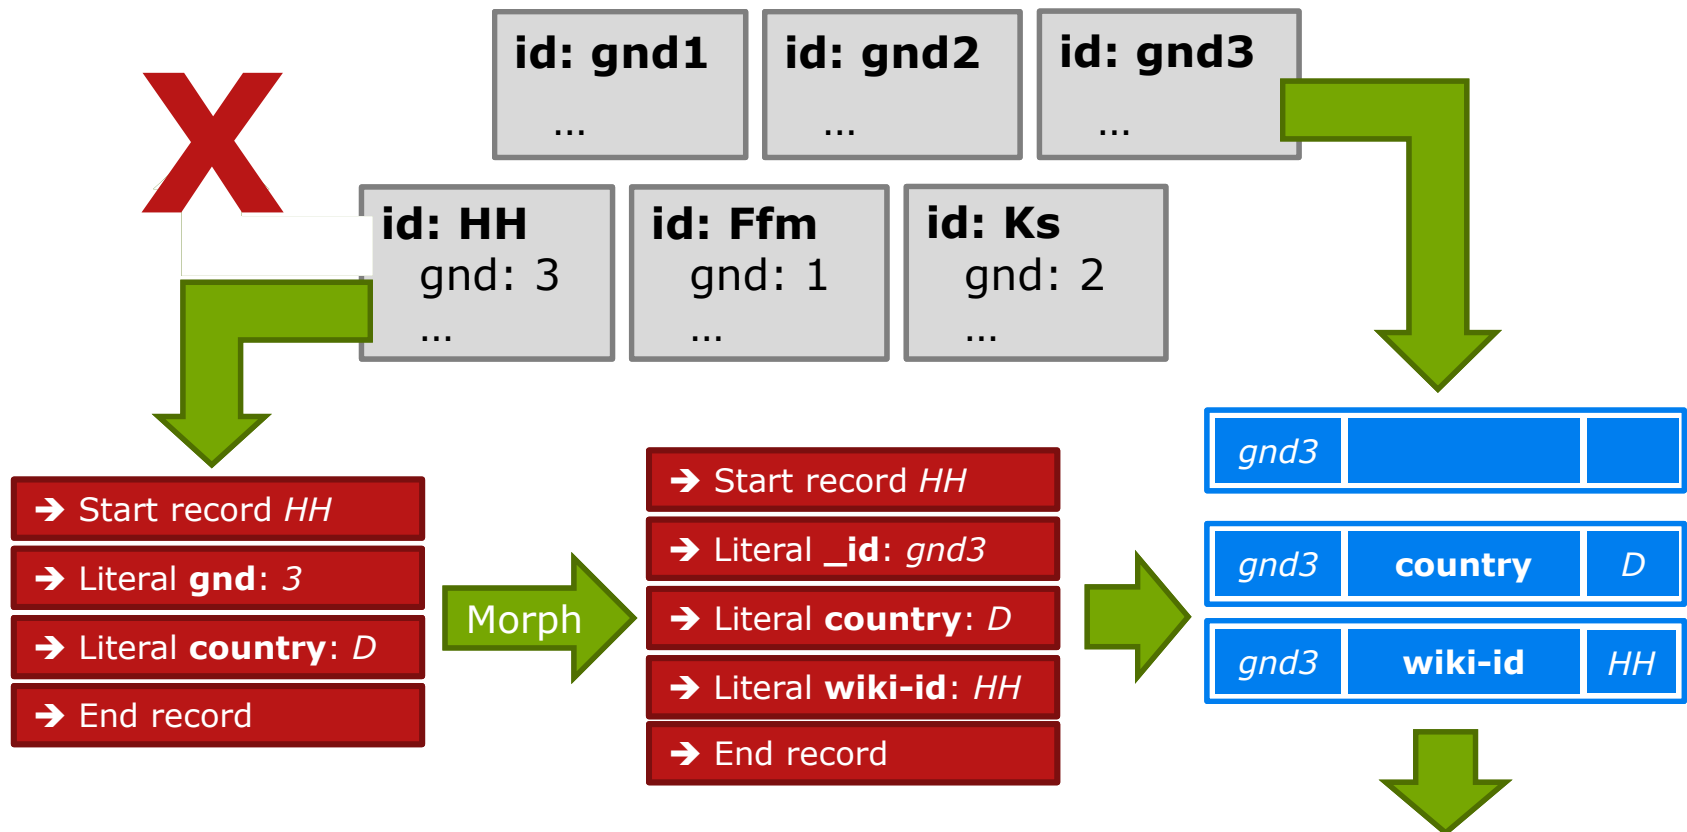 id: gnd1
...
id: gnd2
...
id: gnd3
...
X
id: HH
gnd: 3
...
id: Ffm
gnd: 1
...
id: Ks
gnd: 2
...
➔ Start record HH
➔ Literal gnd: 3
➔ Literal country: D
➔ End record
Morph
➔ Start record HH
➔ Literal _id: gnd3
➔ Literal country: D
➔ Literal wiki-id: HH
➔ End record
gnd3
gnd3 country D
gnd3 wiki-id HH